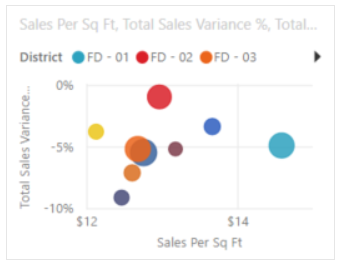 Sales Per Sq Ft, Total Sales Variance %, Total...
District FD - 01 FD - 02 FD - 03
0%
-5%
-10%
Total Sales Variance...
$12 $14
Sales Per Sq Ft